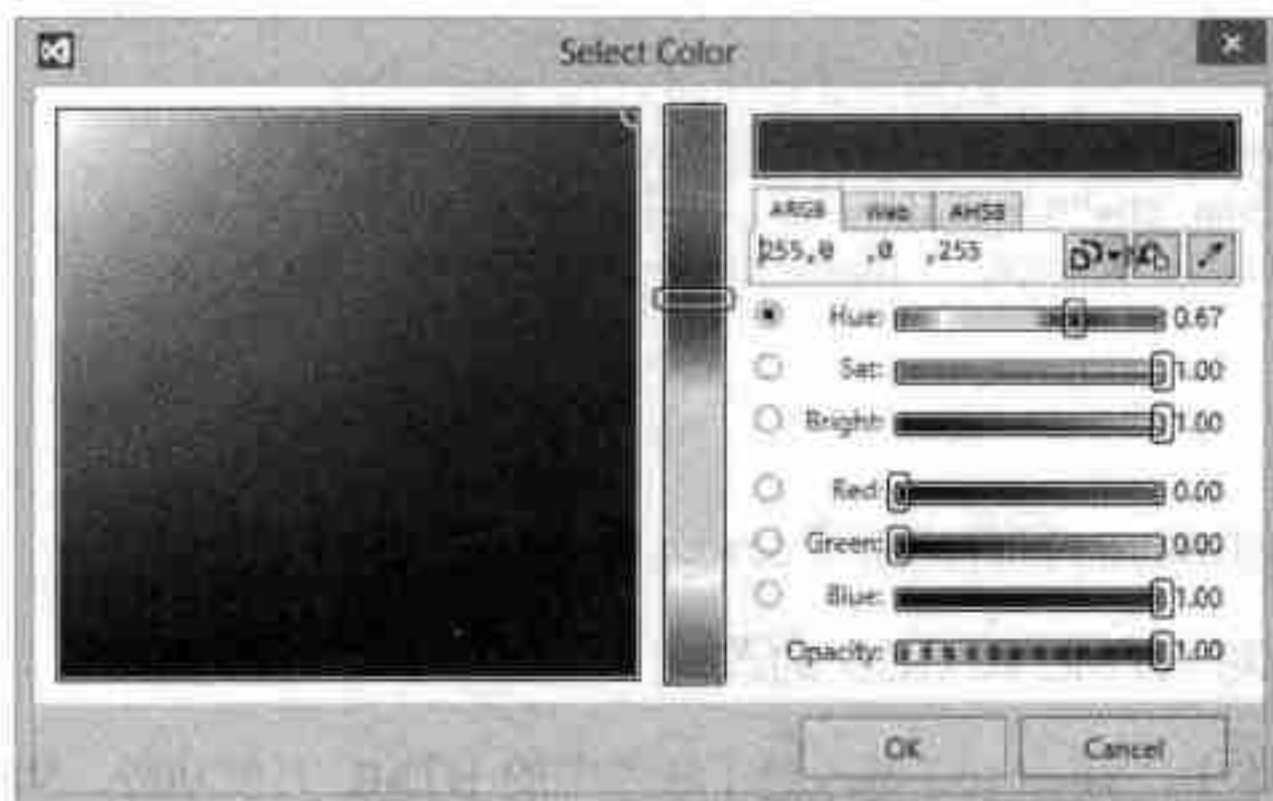 Select Color
ARGB Web AHSB
255,0 ,0 ,255
Hue: 0.67
Sat: 1.00
Bright: 1.00
Red: 0.00
Green: 0.00
Blue: 1.00
Opacity: 1.00
OK Cancel